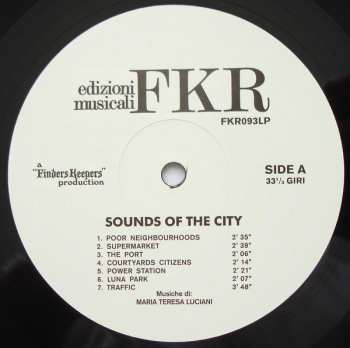 edizioni
musicali
FKR
FKR093LP
a
"Finders Keepers"
production
SIDE A
33⅓ GIRI
SOUNDS OF THE CITY
1. POOR NEIGHBOURHOODS 2' 35"
2. SUPERMARKET 2' 39"
3. THE PORT 2' 06"
4. COURTYARDS CITIZENS 2' 14"
5. POWER STATION 2' 21"
6. LUNA PARK 2' 07"
7. TRAFFIC 3' 48"
Musiche di:
MARIA TERESA LUCIANI